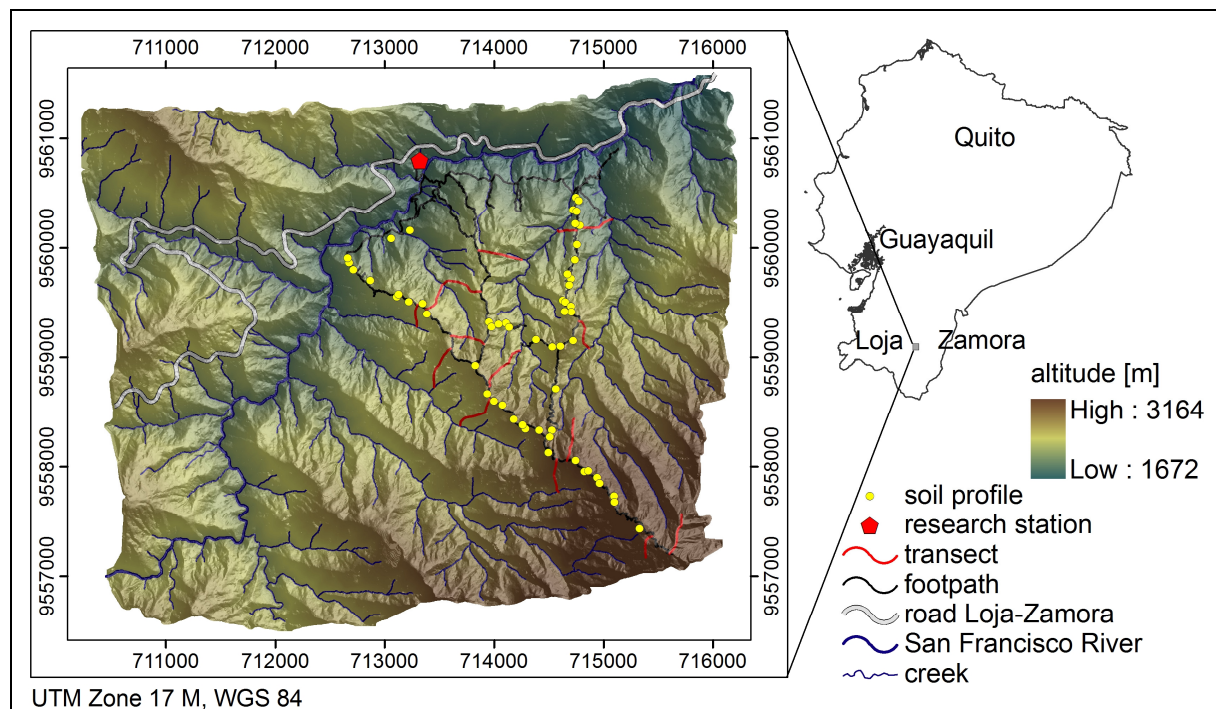 711000 712000 713000 714000 715000 716000
9561000
9560000
9559000
9558000
9557000
9561000
9560000
9559000
9558000
9557000
711000 712000 713000 714000 715000 716000
UTM Zone 17 M, WGS 84
Quito
Guayaquil
Loja
Zamora
altitude [m]
High : 3164
Low : 1672
soil profile
research station
transect
footpath
road Loja-Zamora
San Francisco River
creek